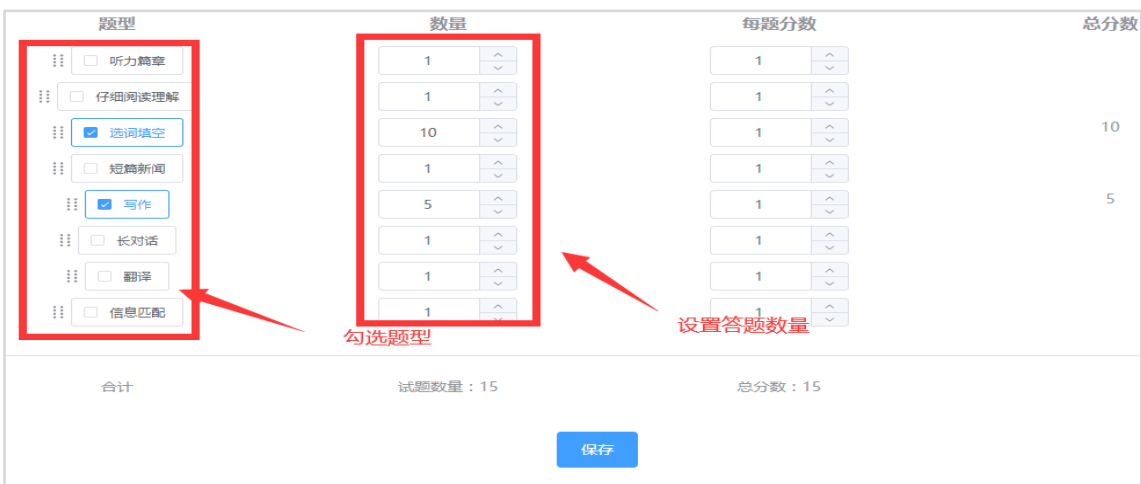 题型 数量 每题分数 总分数
听力篇章 1 1
仔细阅读理解 1 1
选词填空 10 1 10
短篇新闻 1 1
写作 5 1 5
长对话 1 1
翻译 1 1
信息匹配 1 1
勾选题型 设置答题数量
合计 试题数量：15 总分数：15
保存